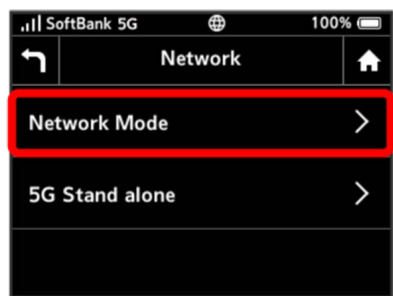 SoftBank 5G 100%
Network
Network Mode
5G Stand alone